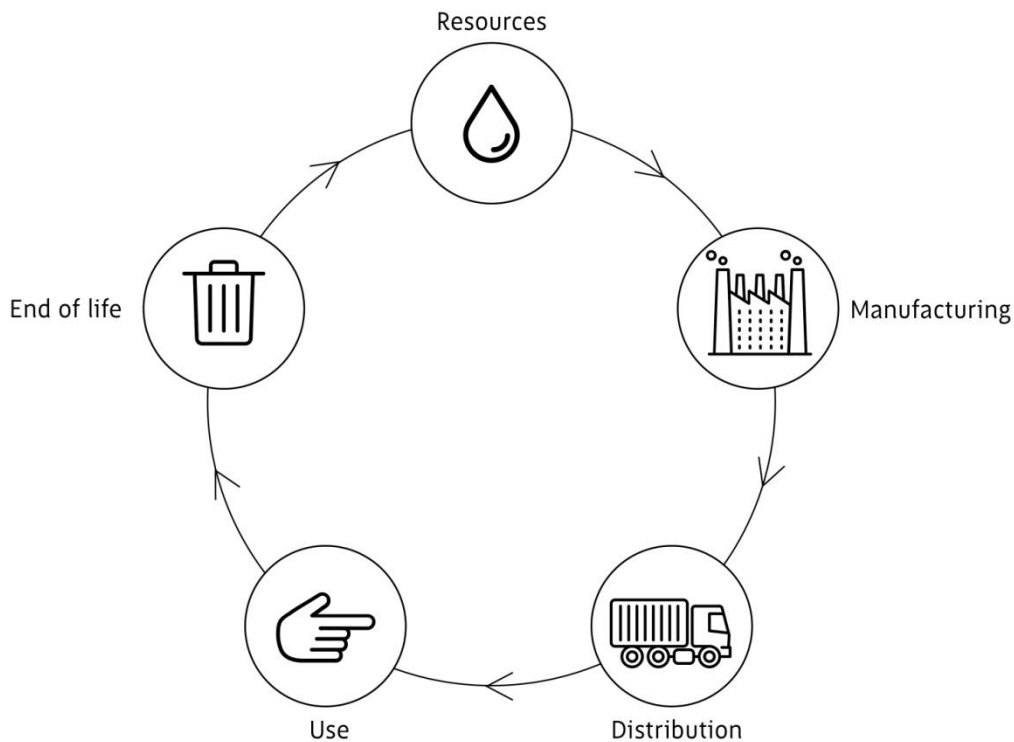 Resources
End of life
Manufacturing
Use
Distribution